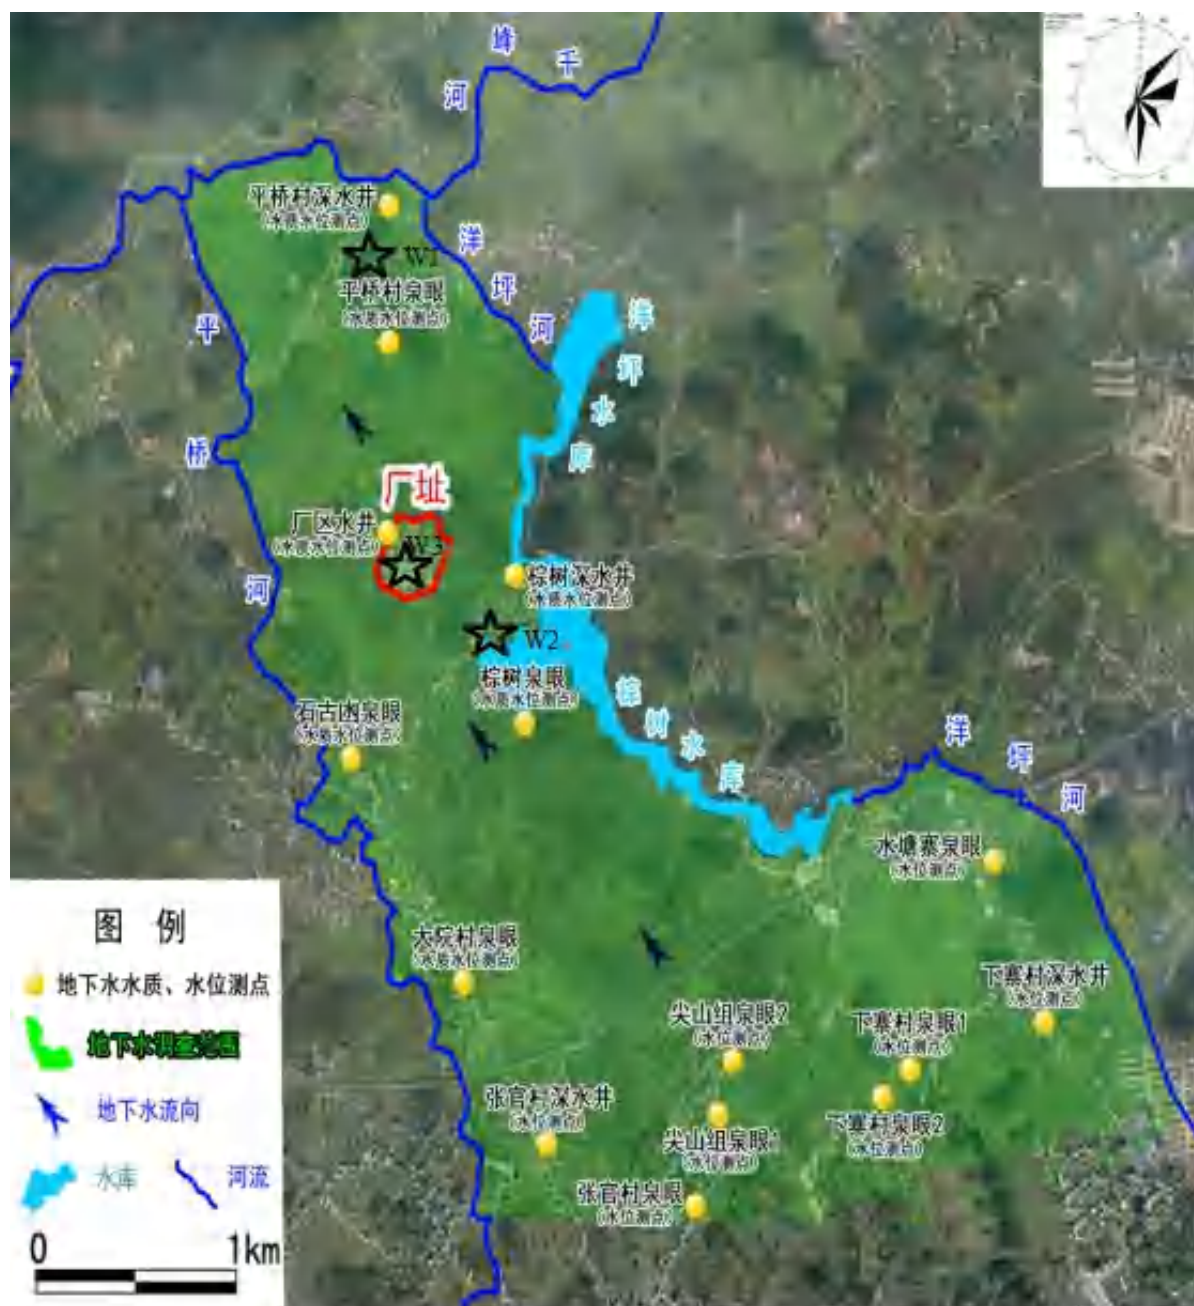 峰
千
河
平桥村深水井
(水质水位测点)
W1
洋
坪
河
平桥村泉眼
(水质水位测点)
平
桥
河
洋
坪
水
库
厂址
厂区水井
(水质水位测点)
W3
棕树深水井
(水质水位测点)
W2
棕树泉眼
(水质水位测点)
树
水
库
石古凼泉眼
(水质水位测点)
洋
坪
河
水塘寨泉眼
(水位测点)
大院村泉眼
(水质水位测点)
下寨村深水井
(水位测点)
尖山组泉眼2
(水位测点)
下寨村泉眼1
(水位测点)
张官村深水井
(水位测点)
尖山组泉眼1
(水位测点)
下寨村泉眼2
(水位测点)
张官村泉眼
(水位测点)
图 例
地下水水质、水位测点
地下水调查范围
地下水流向
水库
河流
0 1km